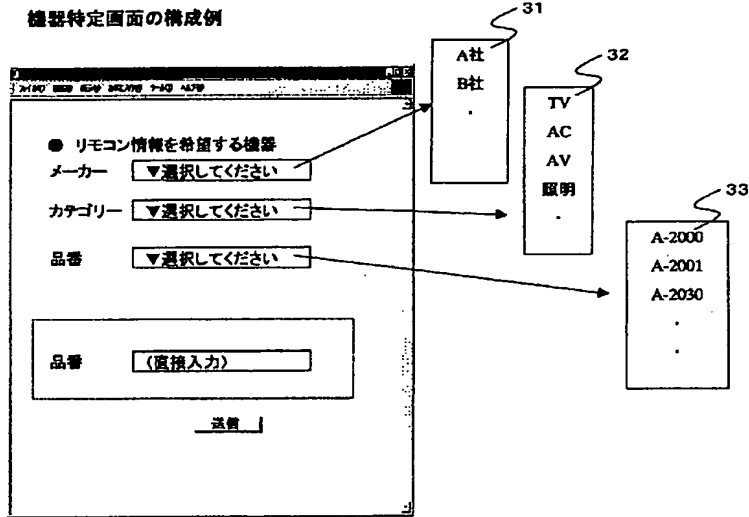 機器特定画面の構成例
● リモコン情報を希望する機器
メーカー ▼選択してください
カテゴリー ▼選択してください
品番 ▼選択してください
品番 (直接入力)
送信
31
A社
B社
・
32
TV
AC
AV
照明
・
33
A-2000
A-2001
A-2030
・
・